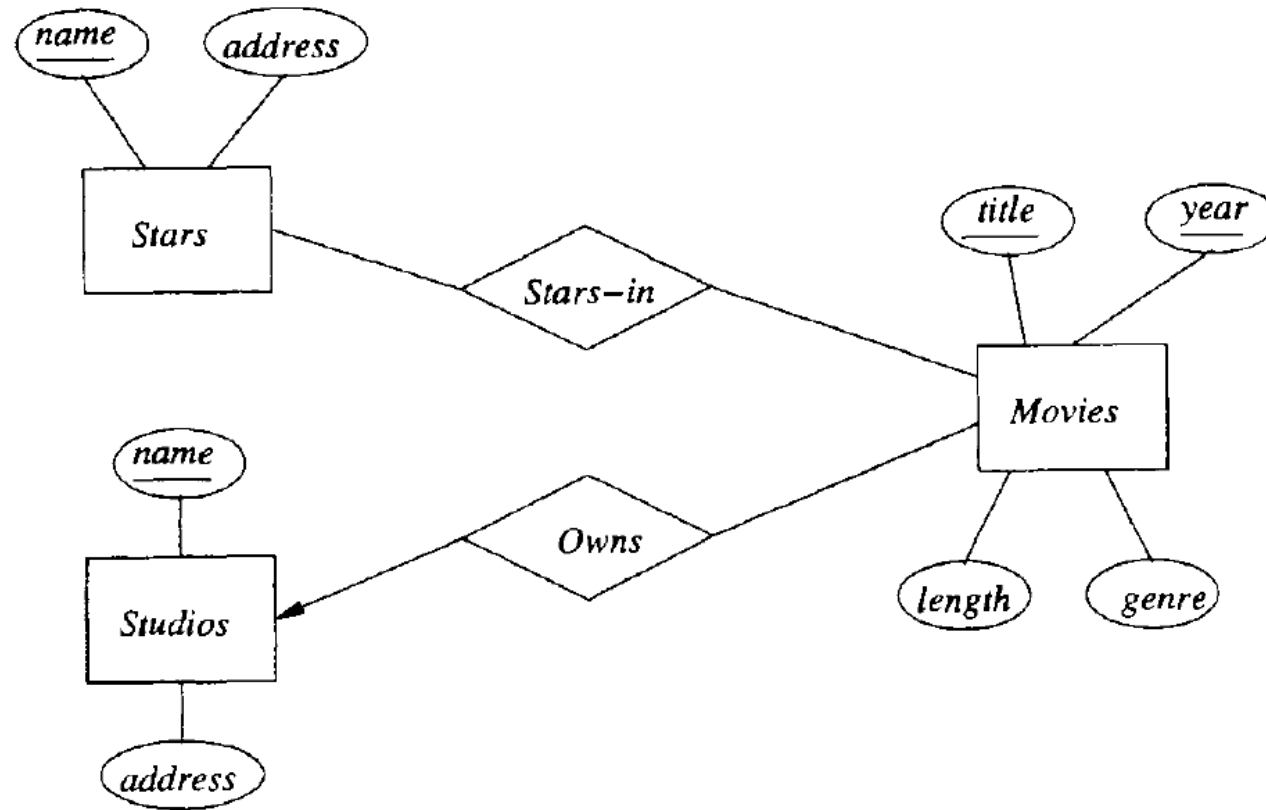 name
address
Stars
Stars-in
title
year
Movies
name
Owns
length
genre
Studios
address